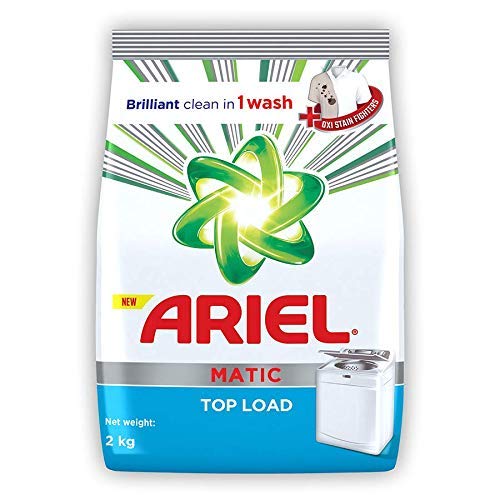 Brilliant clean in 1 wash
+ OXI STAIN FIGHTERS
NEW
ARIEL®
MATIC
TOP LOAD
Net weight:
2 kg